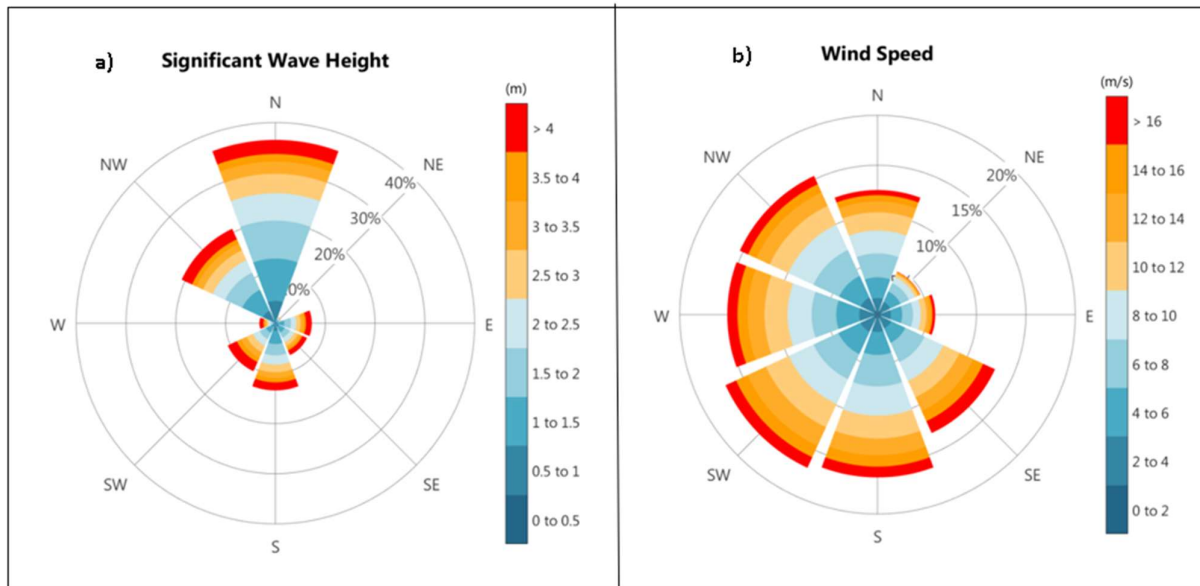 a)
Significant Wave Height
(m)
N
NW
NE
40%
30%
20%
0%
W
E
SW
SE
S
> 4
3.5 to 4
3 to 3.5
2.5 to 3
2 to 2.5
1.5 to 2
1 to 1.5
0.5 to 1
0 to 0.5
b)
Wind Speed
(m/s)
N
NW
NE
20%
15%
10%
W
E
SW
SE
S
> 16
14 to 16
12 to 14
10 to 12
8 to 10
6 to 8
4 to 6
2 to 4
0 to 2